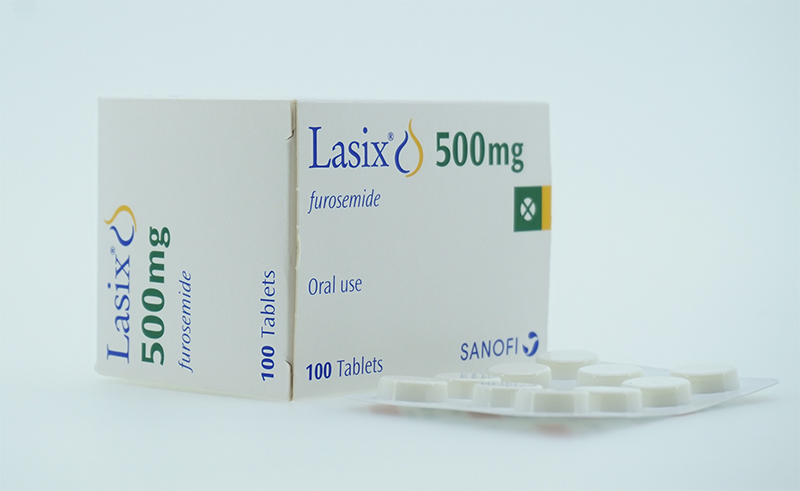 Lasix® 500mg
furosemide
Oral use
100 Tablets
SANOFI
Lasix®
500mg
furosemide
100 Tablets